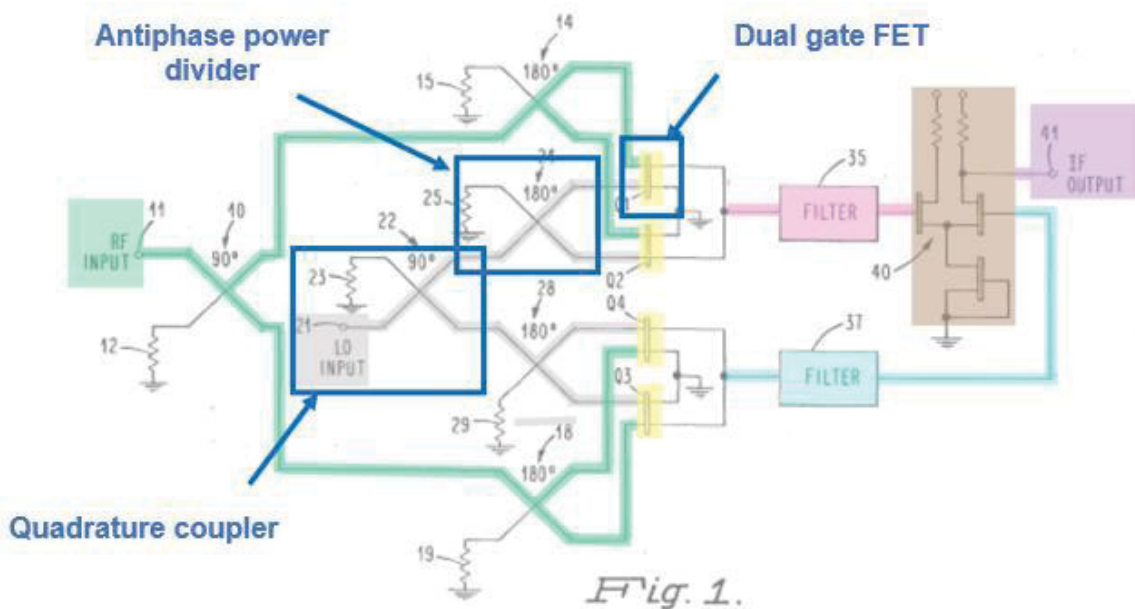 Antiphase power
divider
14
Dual gate FET
180°
15
24
180°
25
Q1
35
FILTER
41
IF
OUTPUT
11
RF
INPUT
10
90°
22
90°
23
Q2
40
12
21
LO
INPUT
28
180°
Q4
37
FILTER
Q3
29
18
180°
Quadrature coupler
19
Fig. 1.